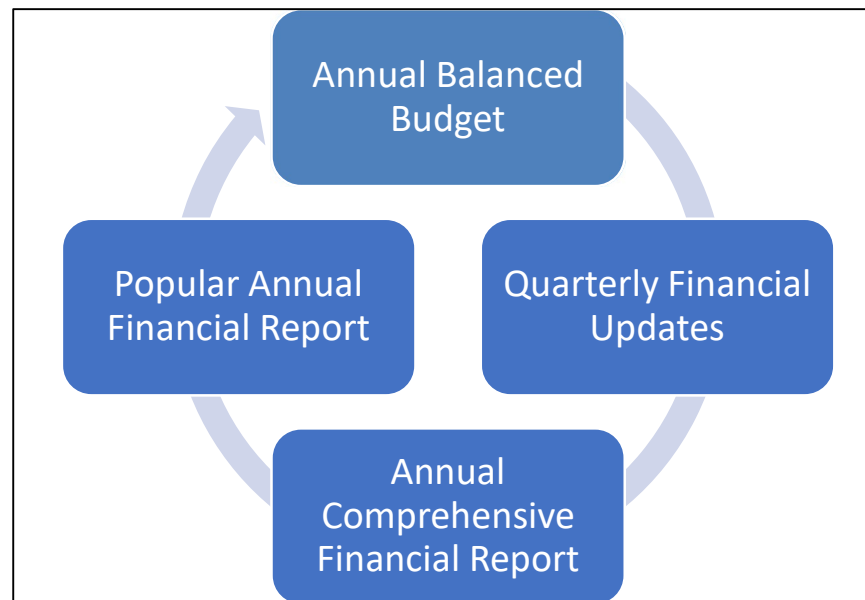 Annual Balanced
Budget
Popular Annual
Financial Report
Quarterly Financial
Updates
Annual
Comprehensive
Financial Report